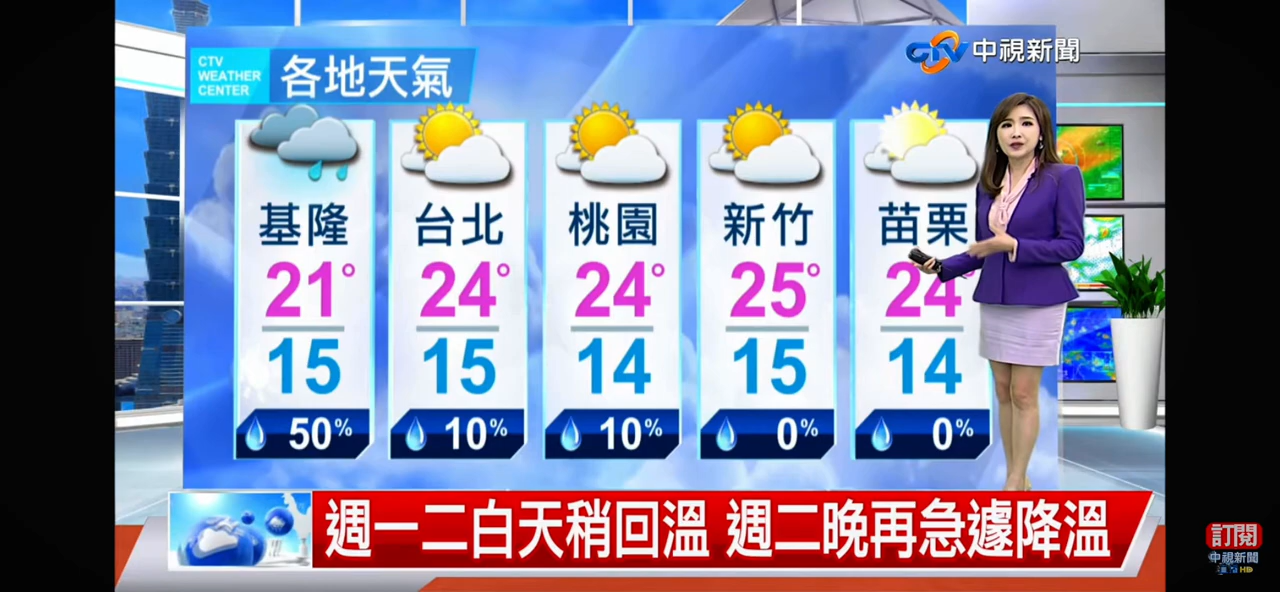 CTV
WEATHER
CENTER
各地天氣
CTV 中視新聞
基隆 台北 桃園 新竹 苗栗
21° 24° 24° 25° 24°
15 15 14 15 14
50% 10% 10% 0% 0%
週一二白天稍回溫 週二晚再急遽降溫
訂閱
中視新聞
HD